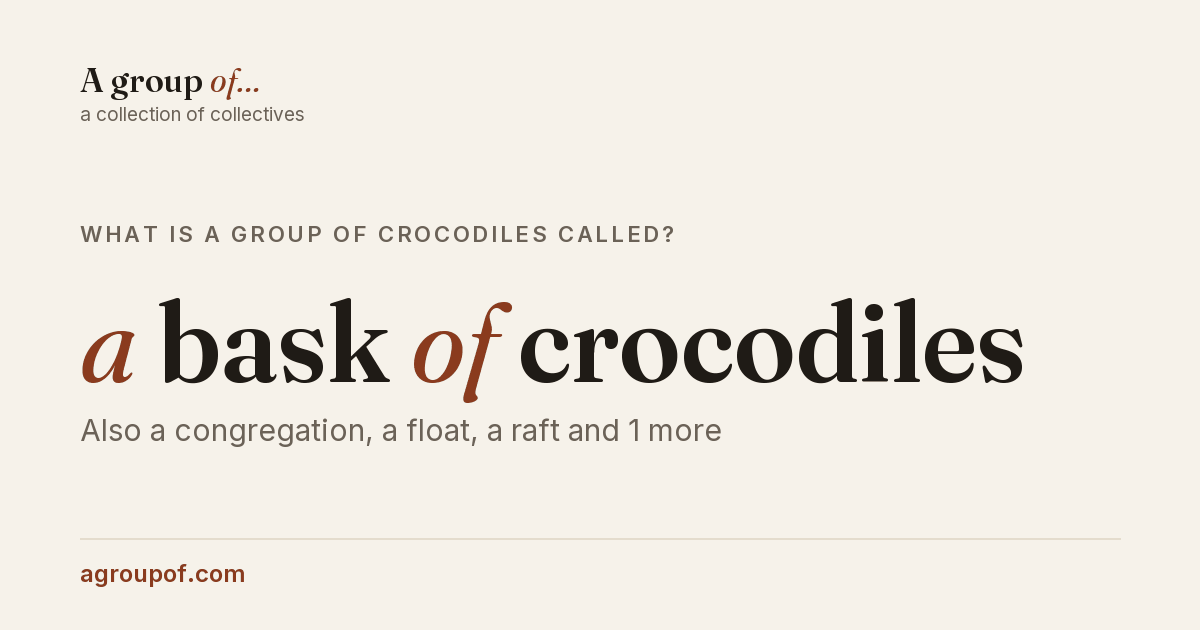 A group of...
a collection of collectives
WHAT IS A GROUP OF CROCODILES CALLED?
a bask of crocodiles
Also a congregation, a float, a raft and 1 more
agroupof.com